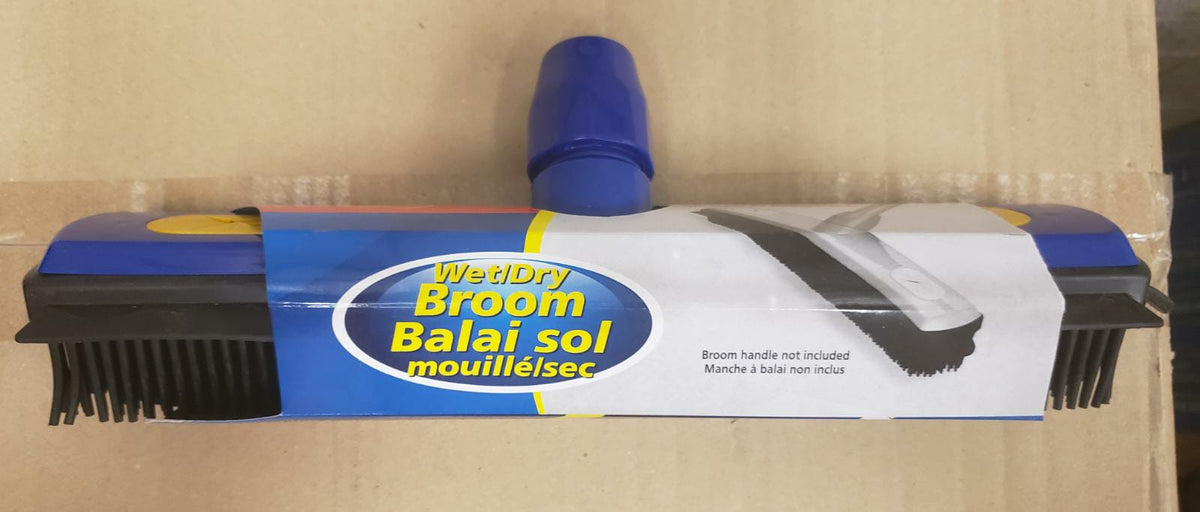 Wet/Dry
Broom
Balai sol
mouillé/sec
Broom handle not included
Manche à balai non inclus